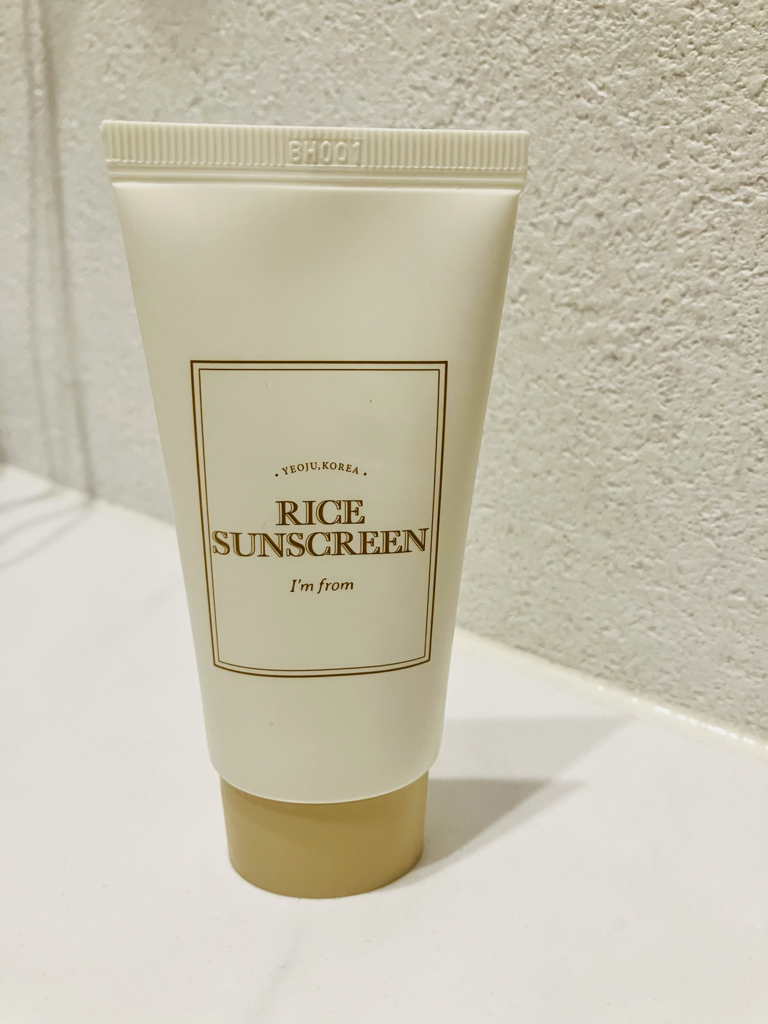 BH001
• YEOJU,KOREA •
RICE
SUNSCREEN
I'm from